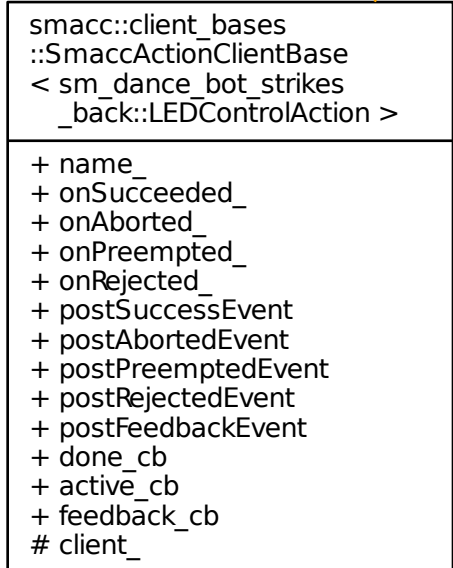 smacc::client_bases
::SmaccActionClientBase
< sm_dance_bot_strikes
_back::LEDControlAction >
+ name_
+ onSucceeded_
+ onAborted_
+ onPreempted_
+ onRejected_
+ postSuccessEvent
+ postAbortedEvent
+ postPreemptedEvent
+ postRejectedEvent
+ postFeedbackEvent
+ done_cb
+ active_cb
+ feedback_cb
# client_